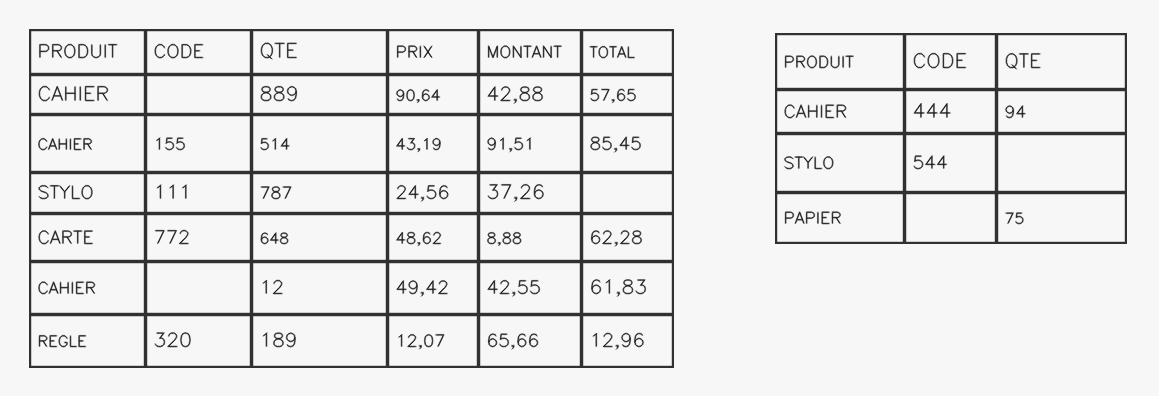 PRODUIT CODE QTE PRIX MONTANT TOTAL
CAHIER 889 90,64 42,88 57,65
CAHIER 155 514 43,19 91,51 85,45
STYLO 111 787 24,56 37,26
CARTE 772 648 48,62 8,88 62,28
CAHIER 12 49,42 42,55 61,83
REGLE 320 189 12,07 65,66 12,96
PRODUIT CODE QTE
CAHIER 444 94
STYLO 544
PAPIER 75